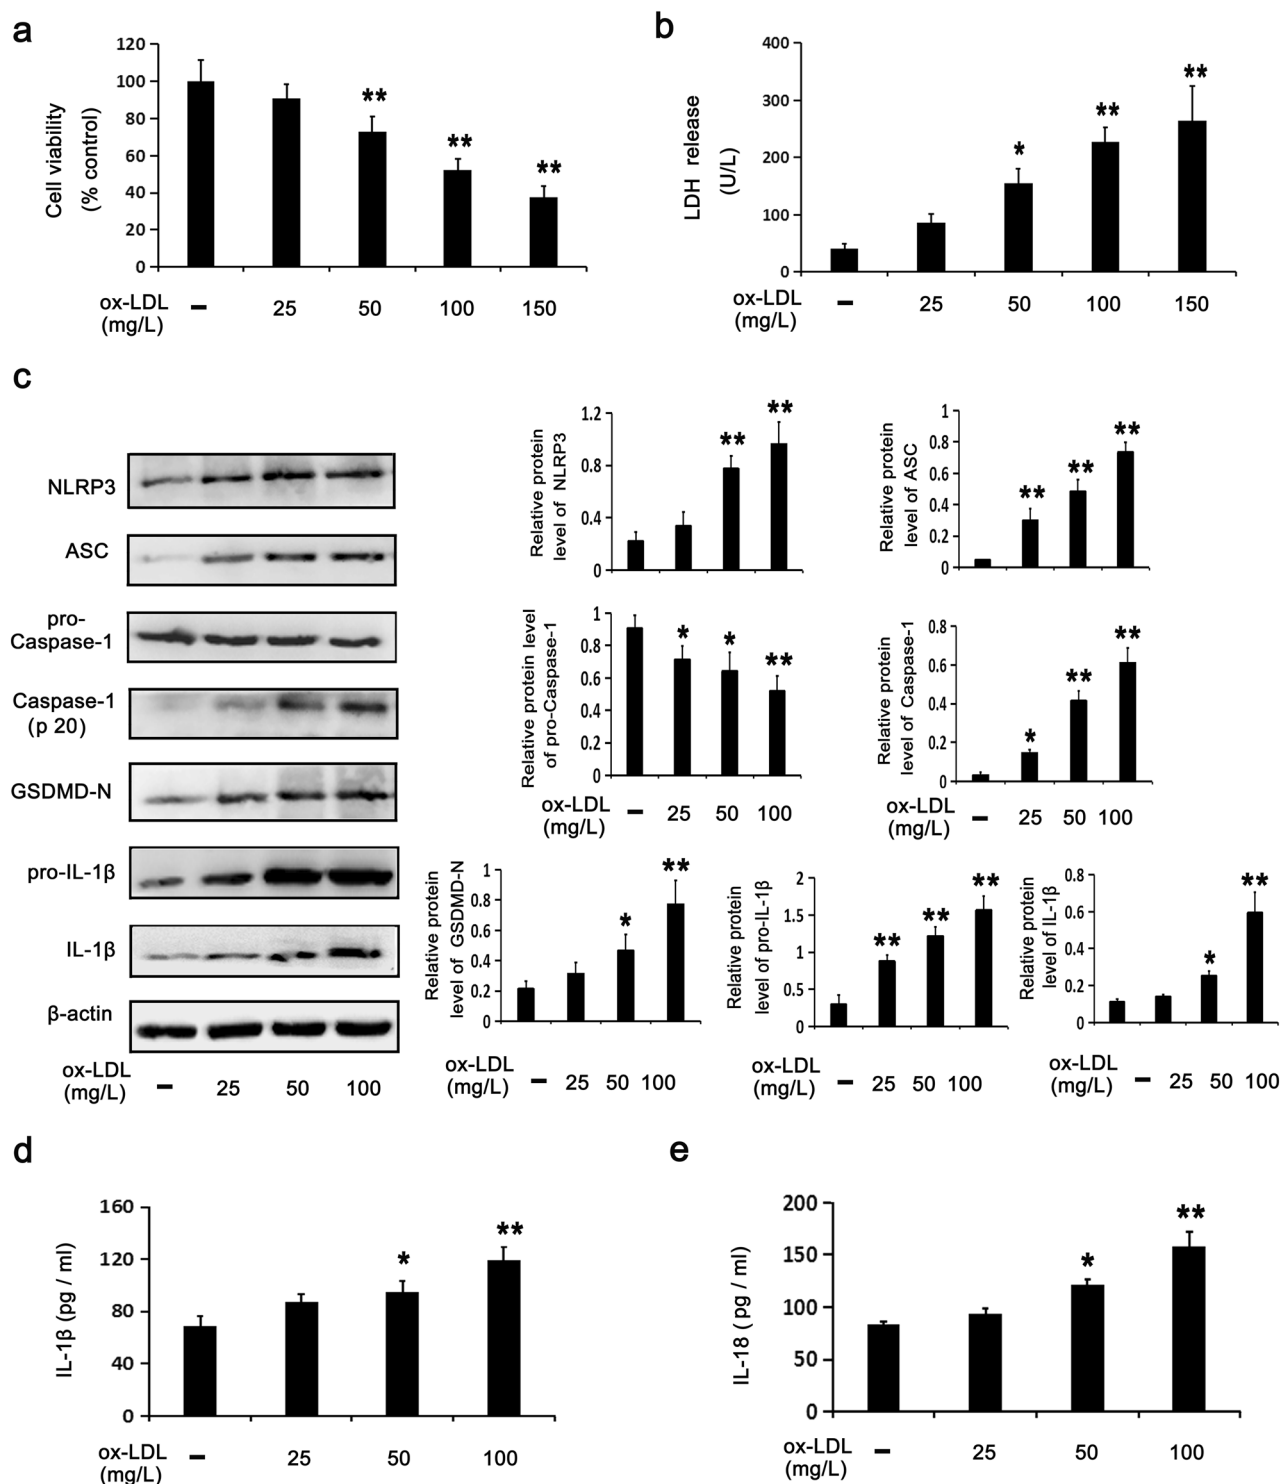 a
120
100
80
60
40
20
0
Cell viability
(% control)
**
**
**
ox-LDL
(mg/L)
– 25 50 100 150
b
400
300
200
100
0
LDH release
(U/L)
*
**
**
ox-LDL
(mg/L)
– 25 50 100 150
c
NLRP3
ASC
pro-
Caspase-1
Caspase-1
(p 20)
GSDMD-N
pro-IL-1β
IL-1β
β-actin
ox-LDL
(mg/L)
– 25 50 100
Relative protein
level of NLRP3
1.2
0.8
0.4
0
**
**
Relative protein
level of ASC
1
0.8
0.6
0.4
0.2
0
**
**
**
Relative protein level
of pro-Caspase-1
1
0.8
0.6
0.4
0.2
0
*
*
**
ox-LDL
(mg/L)
– 25 50 100
Relative protein
level of Caspase-1
0.8
0.6
0.4
0.2
0
*
**
**
ox-LDL
(mg/L)
– 25 50 100
Relative protein
level of GSDMD-N
1
0.8
0.6
0.4
0.2
0
*
**
ox-LDL
(mg/L)
– 25 50 100
Relative protein
level of pro-IL-1β
2
1.5
1
0.5
0
**
**
**
ox-LDL
(mg/L)
– 25 50 100
Relative protein
level of IL-1β
0.8
0.6
0.4
0.2
0
*
**
ox-LDL
(mg/L)
– 25 50 100
d
160
120
80
40
0
IL-1β (pg / ml)
*
**
ox-LDL
(mg/L)
– 25 50 100
e
200
150
100
50
0
IL-18 ( pg / ml)
*
**
ox-LDL
(mg/L)
– 25 50 100